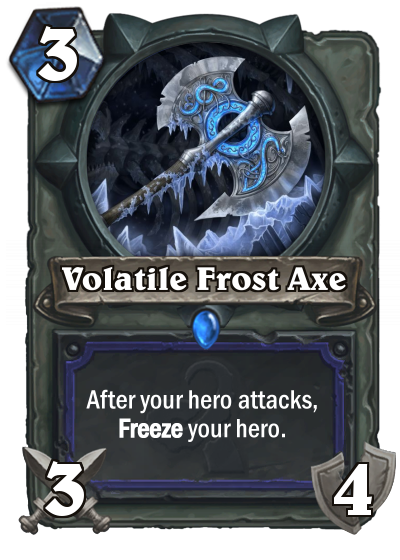 3
Volatile Frost Axe
After your hero attacks,
Freeze your hero.
3
4